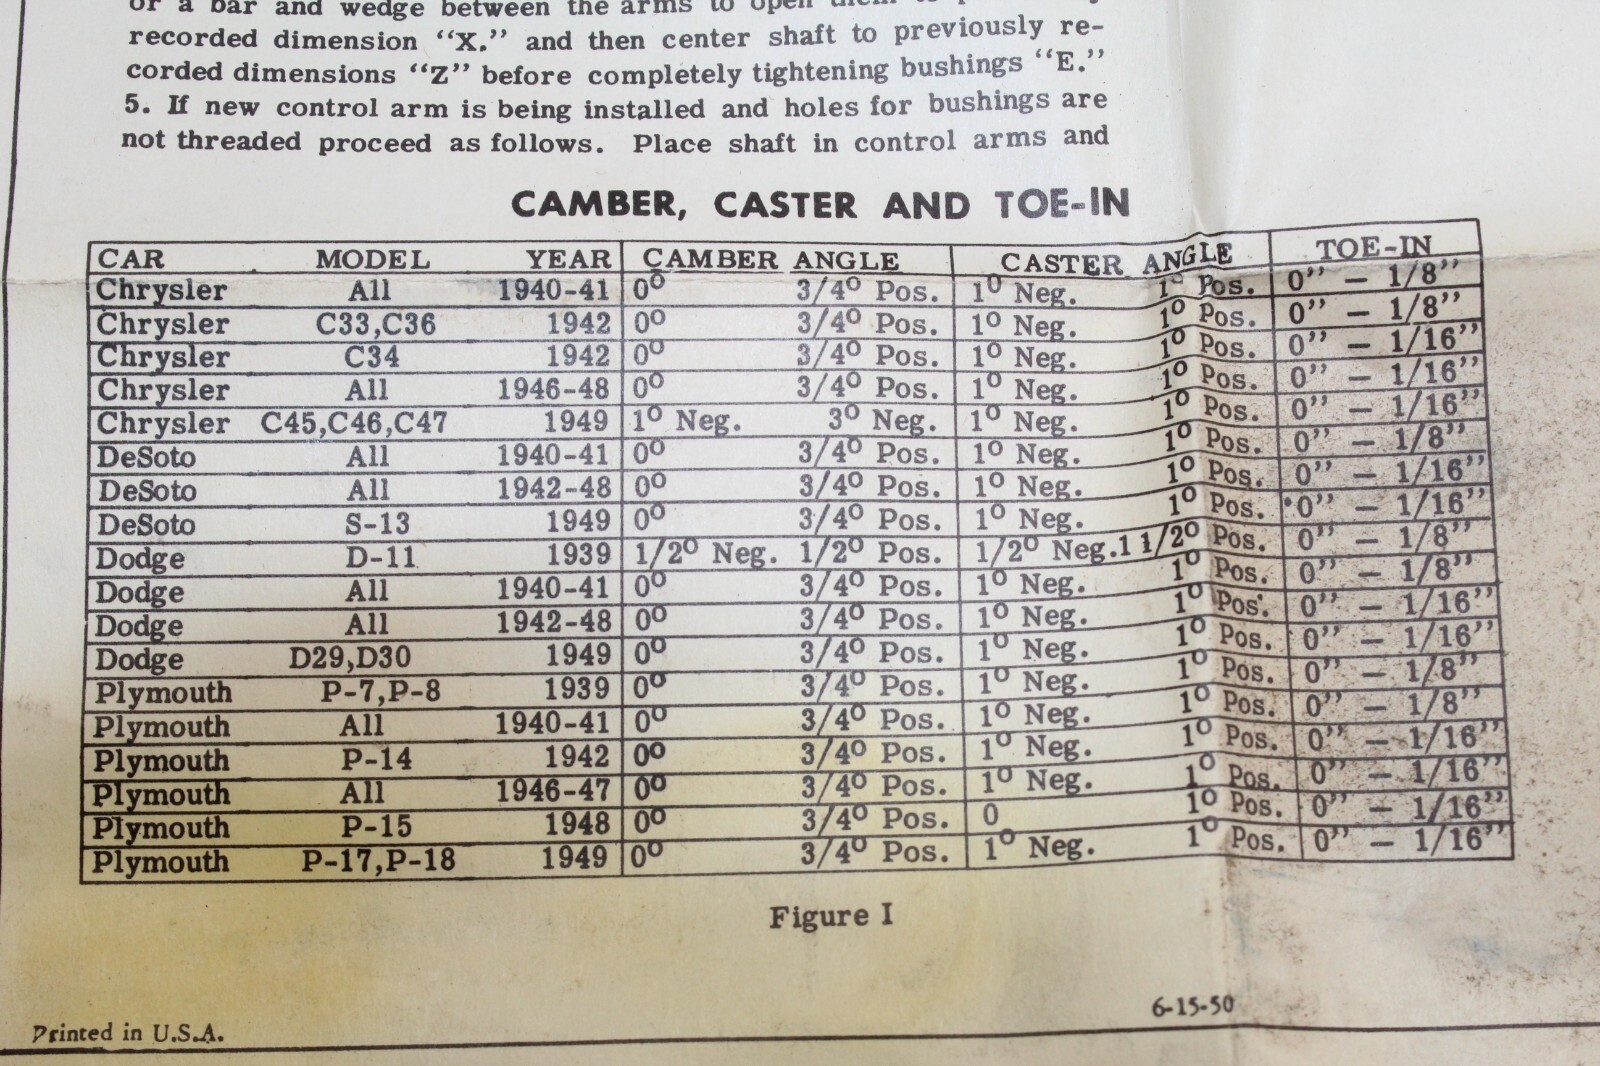 or a bar and wedge between the arms to open them to
recorded dimension "X." and then center shaft to previously re-
corded dimensions "Z" before completely tightening bushings "E."
5. If new control arm is being installed and holes for bushings are
not threaded proceed as follows. Place shaft in control arms and
CAMBER, CASTER AND TOE-IN
CAR MODEL YEAR CAMBER ANGLE CASTER ANGLE TOE-IN
Chrysler All 1940-41 0° 3/4° Pos. 1° Neg. 1° Pos. 0" - 1/8"
Chrysler C33,C36 1942 0° 3/4° Pos. 1° Neg. 1° Pos. 0" - 1/8"
Chrysler C34 1942 0° 3/4° Pos. 1° Neg. 1° Pos. 0" - 1/16"
Chrysler All 1946-48 0° 3/4° Pos. 1° Neg. 1° Pos. 0" - 1/16"
Chrysler C45,C46,C47 1949 1° Neg. 3° Neg. 1° Neg. 1° Pos. 0" - 1/16"
DeSoto All 1940-41 0° 3/4° Pos. 1° Neg. 1° Pos. 0" - 1/8"
DeSoto All 1942-48 0° 3/4° Pos. 1° Neg. 1° Pos. 0" - 1/16"
DeSoto S-13 1949 0° 3/4° Pos. 1° Neg. 1° Pos. 0" - 1/16"
Dodge D-11 1939 1/2° Neg. 1/2° Pos. 1/2° Neg. 1 1/2° Pos. 0" - 1/8"
Dodge All 1940-41 0° 3/4° Pos. 1° Neg. 1° Pos. 0" - 1/8"
Dodge All 1942-48 0° 3/4° Pos. 1° Neg. 1° Pos. 0" - 1/16"
Dodge D29,D30 1949 0° 3/4° Pos. 1° Neg. 1° Pos. 0" - 1/16"
Plymouth P-7,P-8 1939 0° 3/4° Pos. 1° Neg. 1° Pos. 0" - 1/8"
Plymouth All 1940-41 0° 3/4° Pos. 1° Neg. 1° Pos. 0" - 1/8"
Plymouth P-14 1942 0° 3/4° Pos. 1° Neg. 1° Pos. 0" - 1/16"
Plymouth All 1946-47 0° 3/4° Pos. 1° Neg. 1° Pos. 0" - 1/16"
Plymouth P-15 1948 0° 3/4° Pos. 0 1° Pos. 0" - 1/16"
Plymouth P-17,P-18 1949 0° 3/4° Pos. 1° Neg. 1° Pos. 0" - 1/16"
Figure I
6-15-50
Printed in U.S.A.